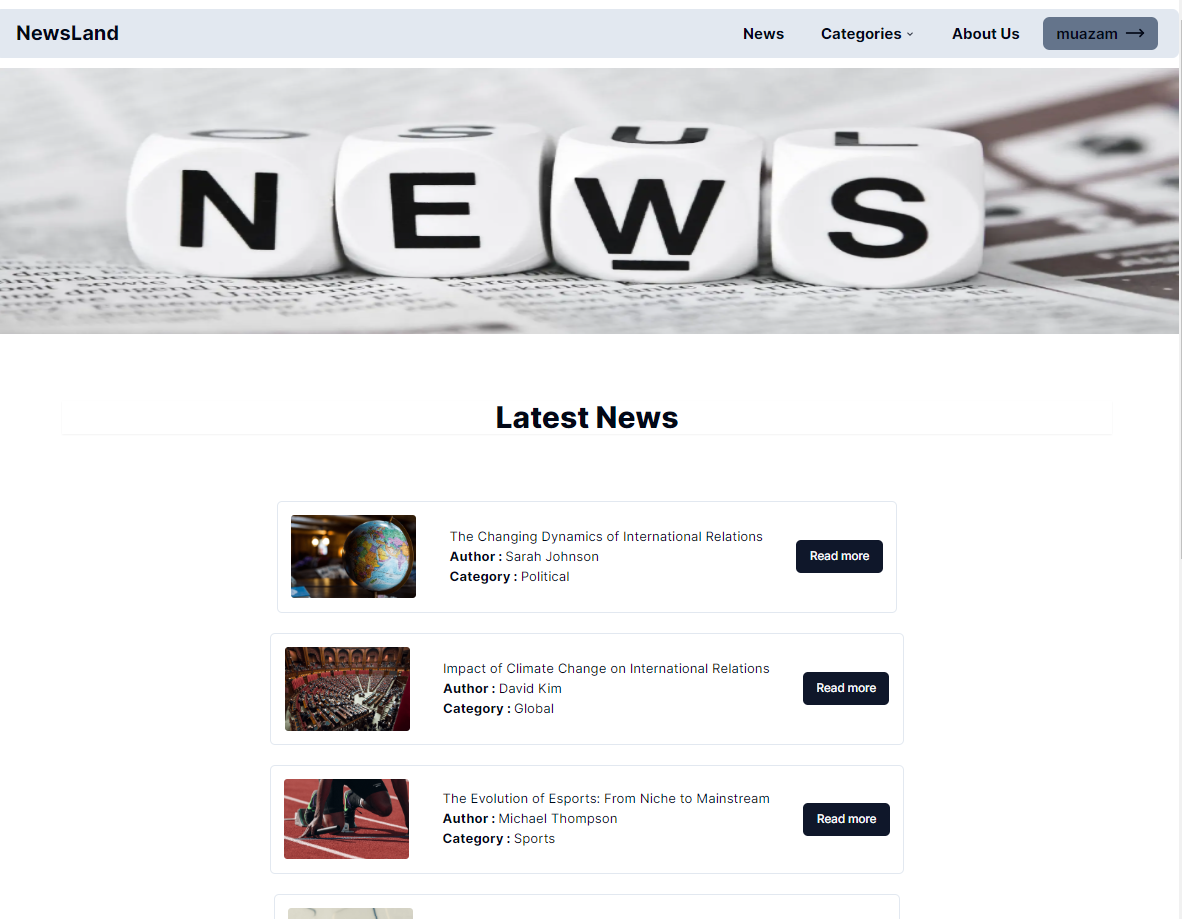 NewsLand
News Categories About Us muazam
O S U L
N E W S
Latest News
The Changing Dynamics of International Relations
Author : Sarah Johnson
Category : Political
Read more
Impact of Climate Change on International Relations
Author : David Kim
Category : Global
Read more
The Evolution of Esports: From Niche to Mainstream
Author : Michael Thompson
Category : Sports
Read more